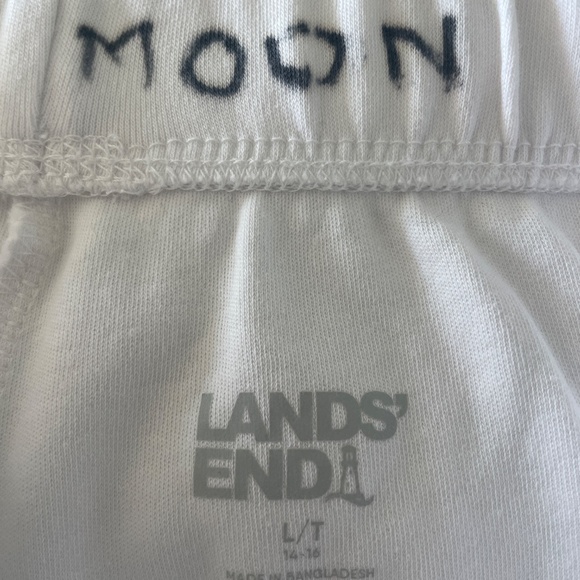 MOON
LANDS'
END
L/T
14-16
MADE IN BANGLADESH